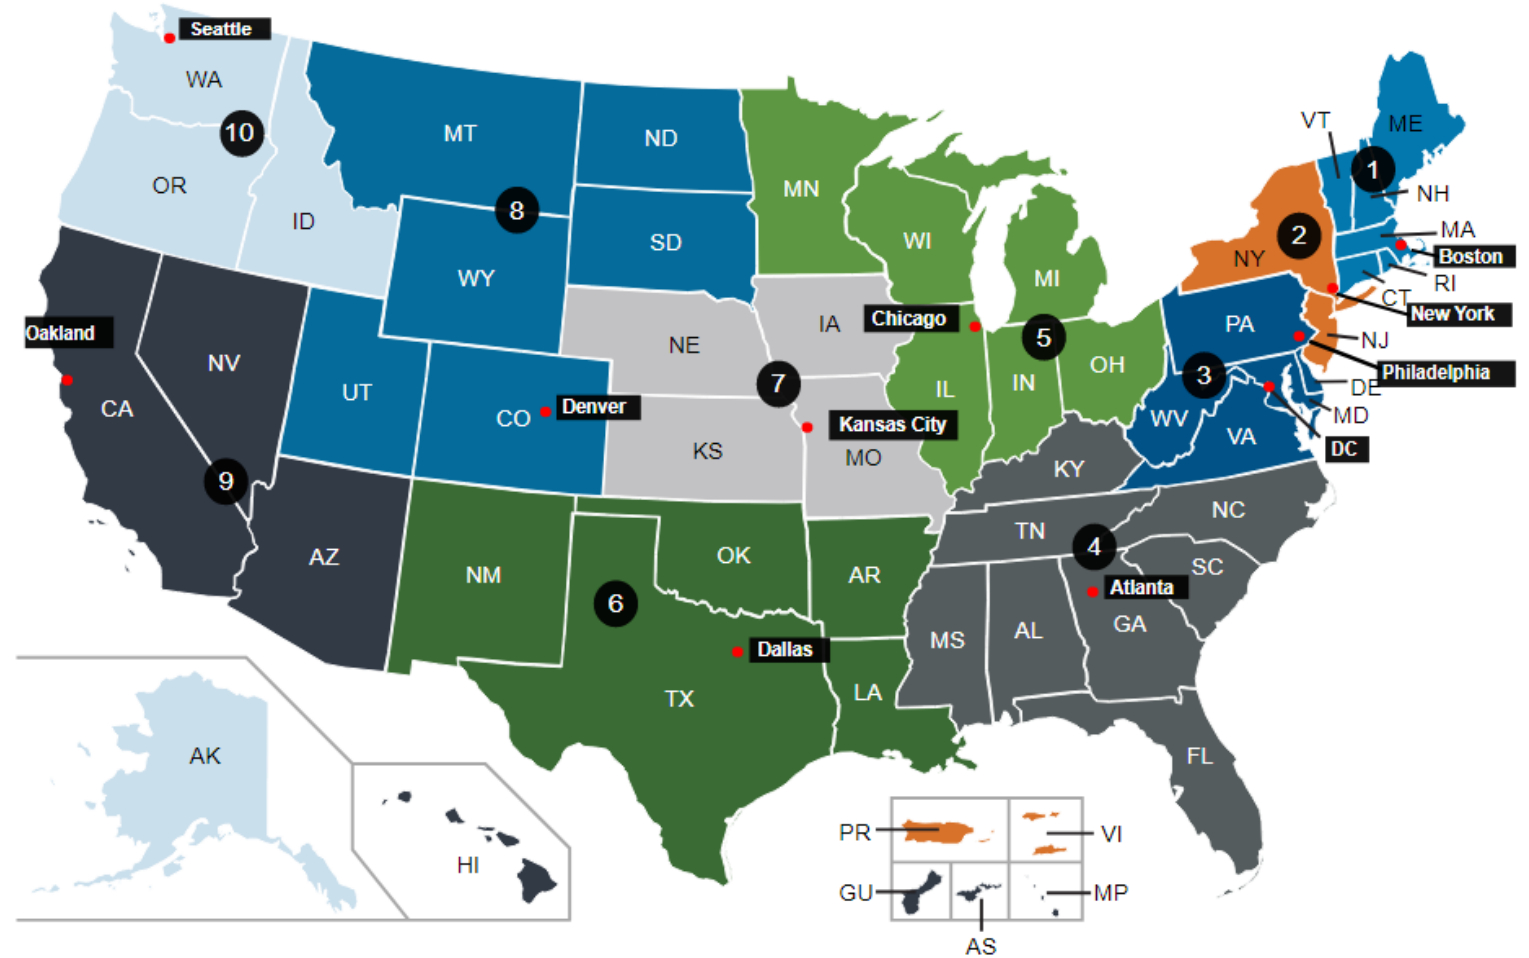 Seattle
WA
10
OR
ID
MT
ND
8
SD
WY
MN
WI
MI
VT
ME
1
NH
2
NY
MA
Boston
RI
CT
New York
NJ
Philadelphia
PA
3
DE
MD
DC
WV
VA
Oakland
CA
NV
9
UT
CO
Denver
NE
IA
7
Kansas City
KS
MO
Chicago
5
IL
IN
OH
KY
TN
NC
4
SC
Atlanta
GA
MS
AL
FL
AZ
NM
OK
AR
6
Dallas
TX
LA
AK
HI
PR
VI
GU
MP
AS